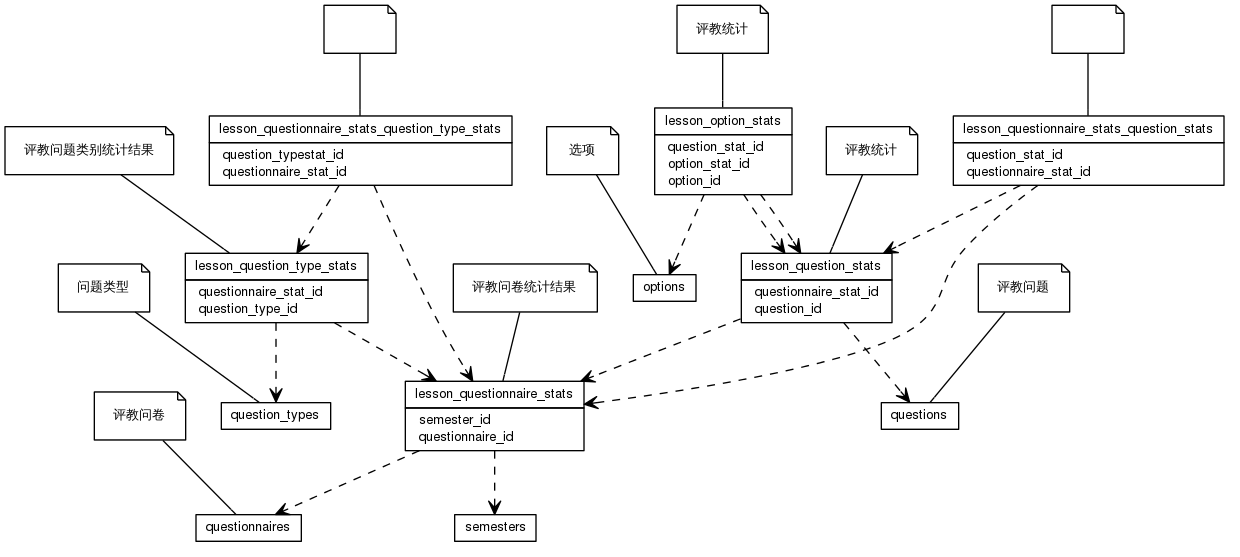 评教统计
lesson_questionnaire_stats_question_type_stats
question_typestat_id
questionnaire_stat_id
lesson_option_stats
question_stat_id
option_stat_id
option_id
lesson_questionnaire_stats_question_stats
question_stat_id
questionnaire_stat_id
评教问题类别统计结果
选项
评教统计
lesson_question_type_stats
questionnaire_stat_id
question_type_id
lesson_question_stats
questionnaire_stat_id
question_id
问题类型
评教问卷统计结果
options
评教问题
lesson_questionnaire_stats
semester_id
questionnaire_id
评教问卷
question_types
questions
questionnaires
semesters